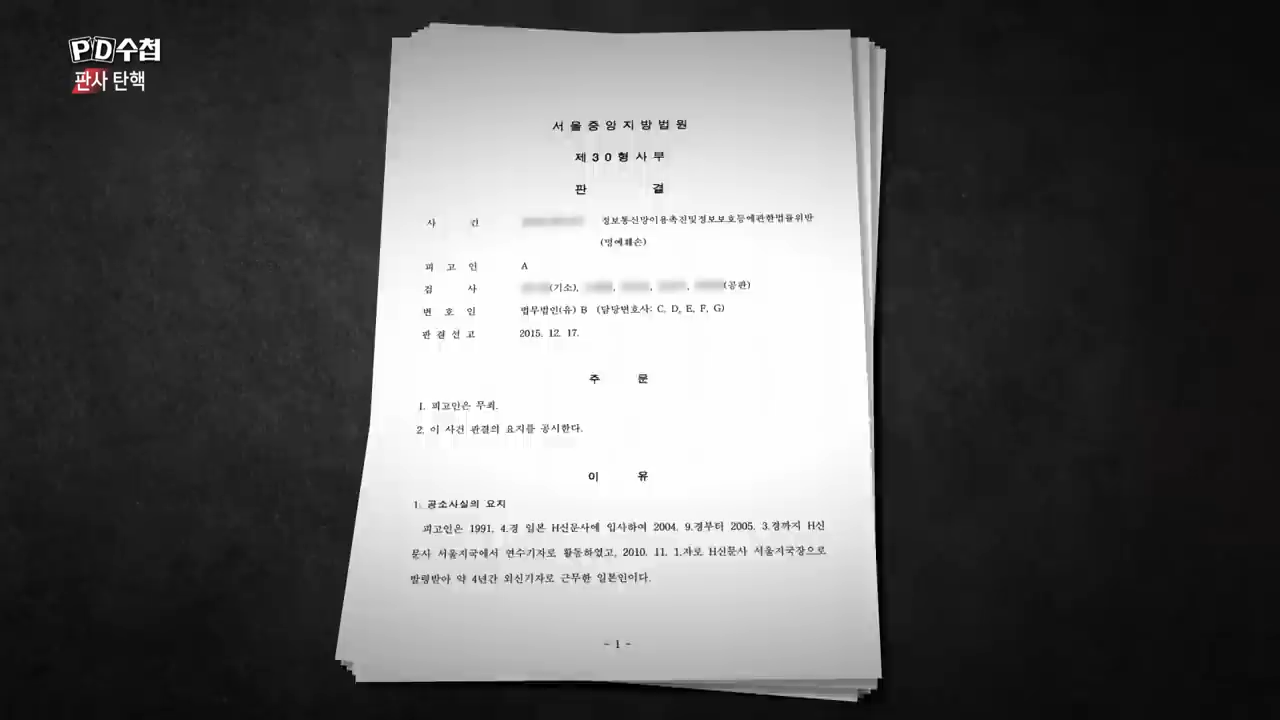 PD수첩
판사 탄핵
서울중앙지방법원
제30형사부
판 결
사 건 정보통신망이용촉진및정보보호등에관한법률위반
(명예훼손)
피 고 인 A
검 사 (기소), , , , (공판)
변 호 인 법무법인(유) B (담당변호사: C, D, E, F, G)
판 결 선 고 2015. 12. 17.
주 문
1. 피고인은 무죄.
2. 이 사건 판결의 요지를 공시한다.
이 유
1. 공소사실의 요지
피고인은 1991. 4.경 일본 H신문사에 입사하여 2004. 9.경부터 2005. 3.경까지 H신
문사 서울지국에서 연수기자로 활동하였고, 2010. 11. 1.자로 H신문사 서울지국장으로
발령받아 약 4년간 외신기자로 근무한 일본인이다.
- 1 -